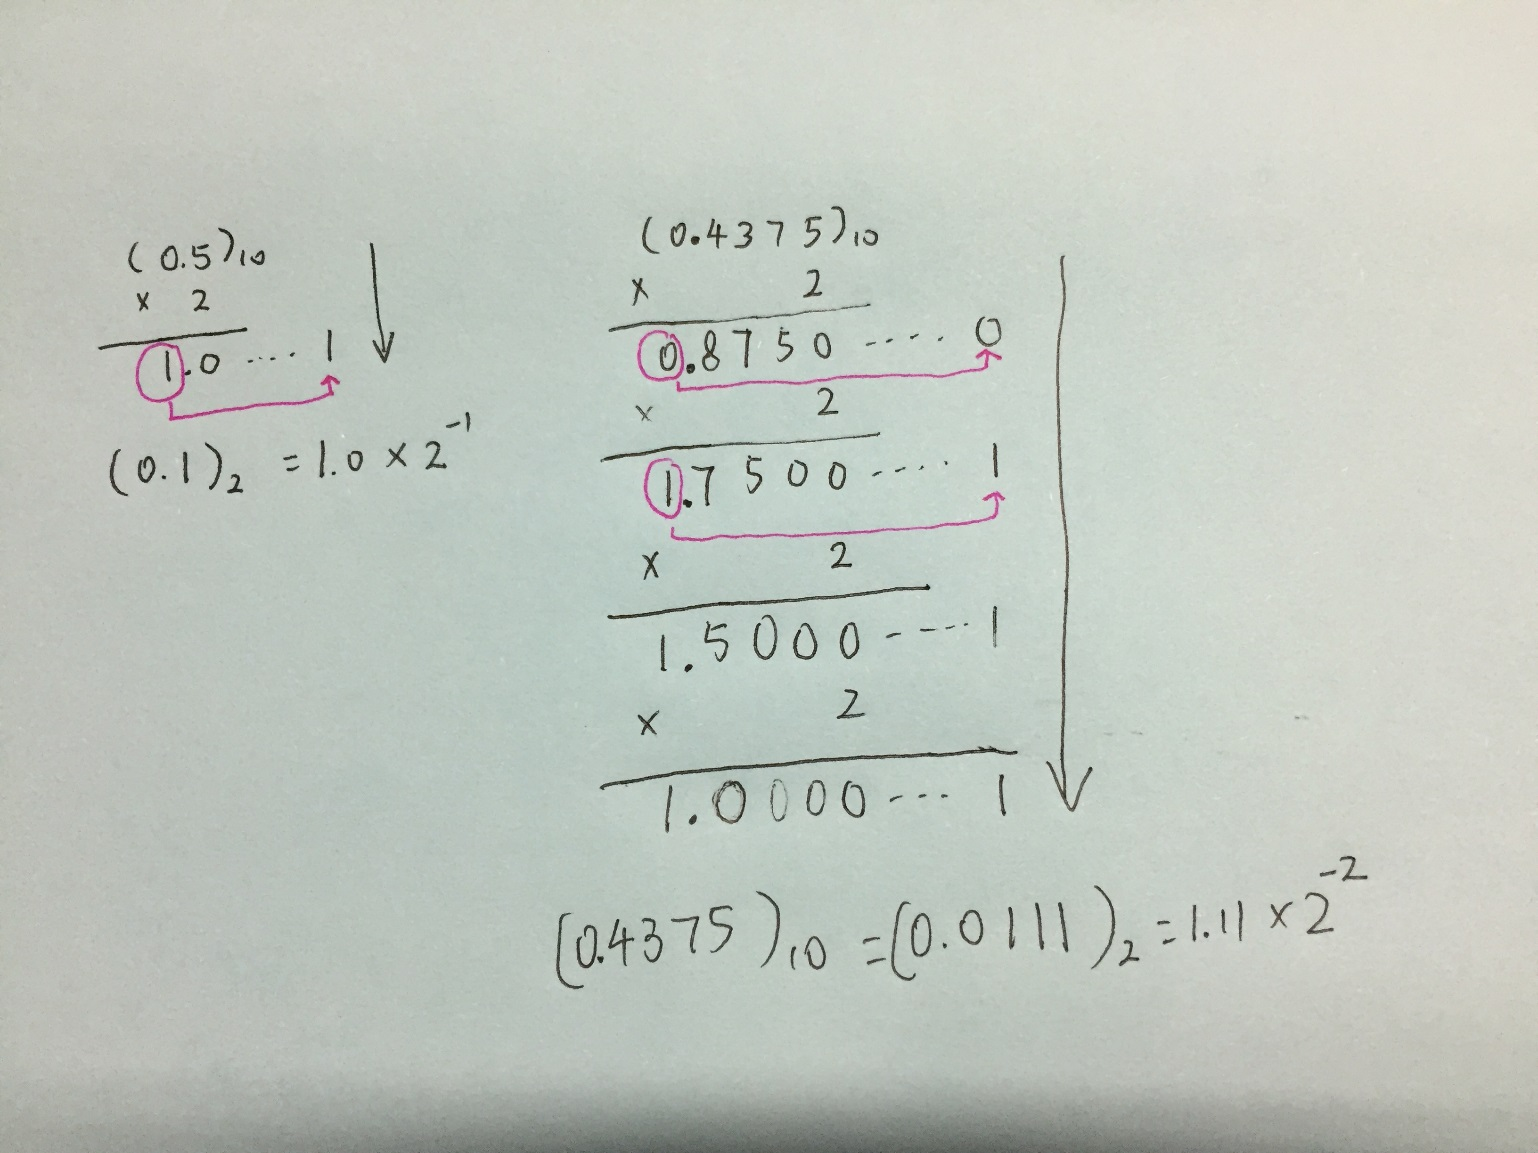 (0.5)₁₀
× 2
1.0 .... 1
(0.1)₂ = 1.0 × 2⁻¹
(0.4375)₁₀
× 2
0.8750 ..... 0
× 2
1.7500 ..... 1
× 2
1.5000 ----- 1
× 2
1.0000 --- 1
(0.4375)₁₀ = (0.0111)₂ = 1.11 × 2⁻²